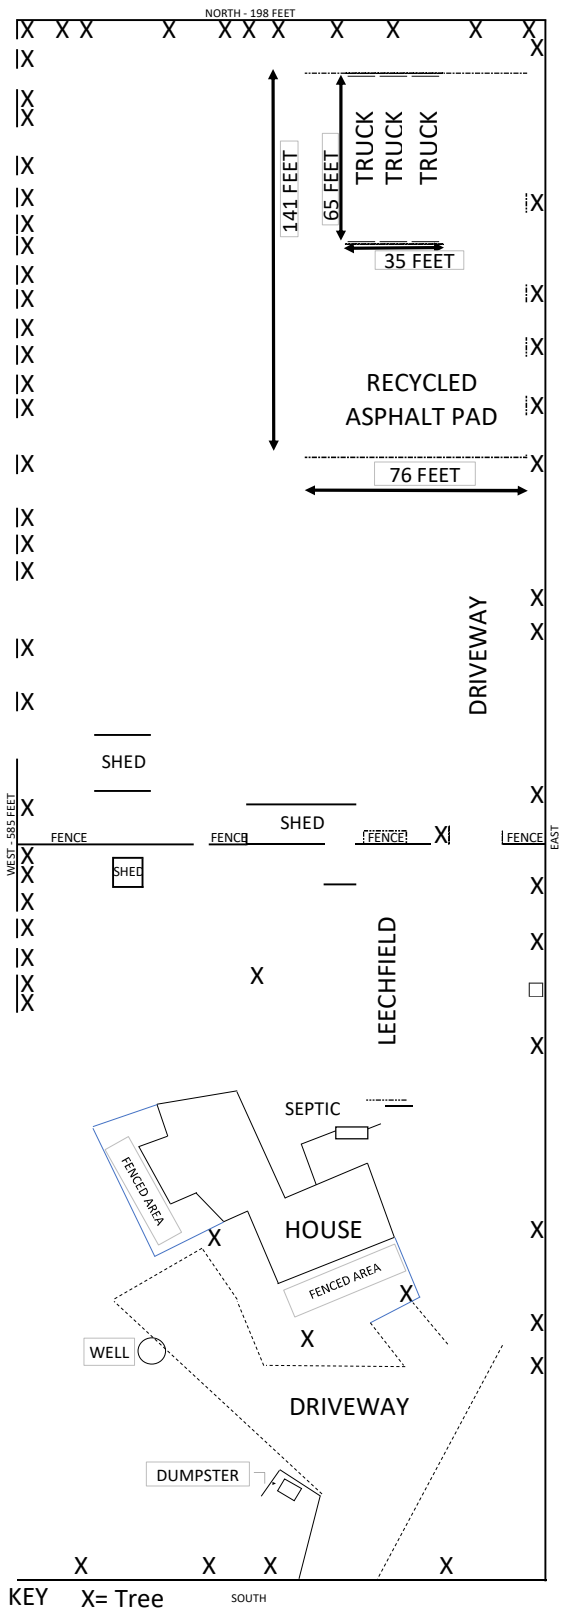 NORTH - 198 FEET
X X X X X X X X X X X
X
X
X
X
TRUCK
TRUCK
TRUCK
141 FEET
65 FEET
X
X
X
X
X
35 FEET
X
X
X
X
X
X
X
X
RECYCLED
ASPHALT PAD
X
X
X
X
76 FEET
X
X
X
X
DRIVEWAY
X
X
X
X
SHED
X
WEST - 585 FEET
X
SHED
FENCE
FENCE
FENCE
X
FENCE
EAST
X
X
SHED
X
X
X
LEECHFIELD
X
X
X
X
X
X
SEPTIC
FENCED AREA
HOUSE
X
X
FENCED AREA
X
X
X
WELL
X
DRIVEWAY
DUMPSTER
X X X X
KEY X= Tree
SOUTH